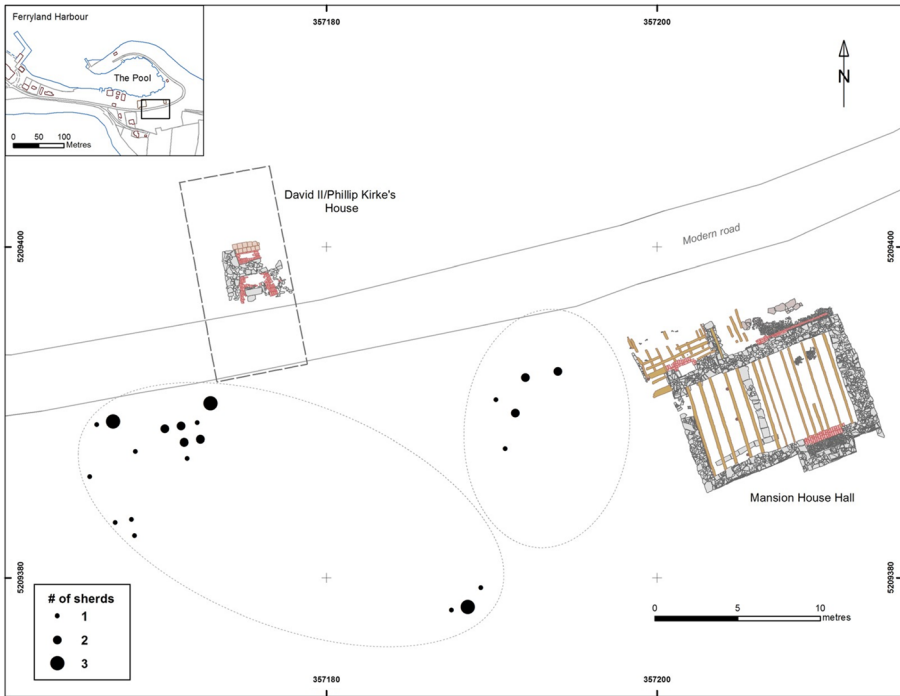 Ferryland Harbour
The Pool
0 50 100
Metres
357180
357200
N
David II/Phillip Kirke's
House
Modern road
5209400
5209400
Mansion House Hall
5209380
5209380
# of sherds
1
2
3
0 5 10
metres
357180
357200